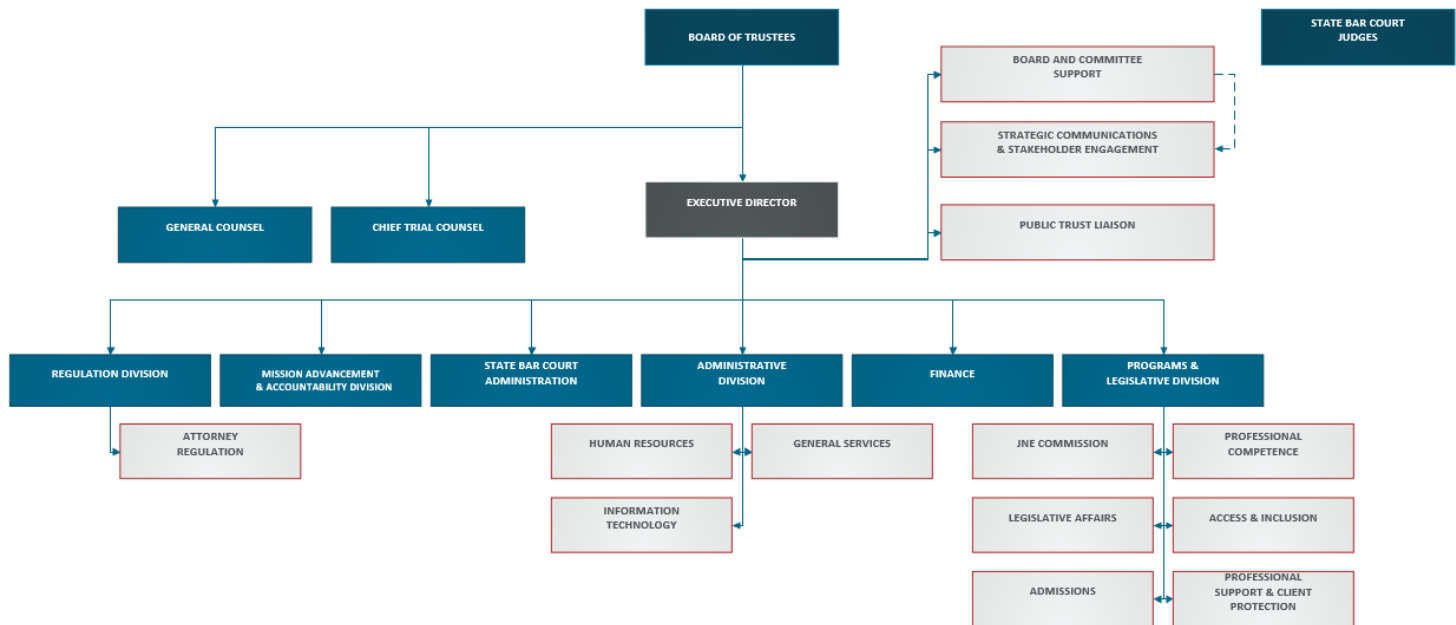 BOARD OF TRUSTEES
STATE BAR COURT
JUDGES
BOARD AND COMMITTEE
SUPPORT
STRATEGIC COMMUNICATIONS
& STAKEHOLDER ENGAGEMENT
EXECUTIVE DIRECTOR
GENERAL COUNSEL
CHIEF TRIAL COUNSEL
PUBLIC TRUST LIAISON
REGULATION DIVISION
MISSION ADVANCEMENT
& ACCOUNTABILITY DIVISION
STATE BAR COURT
ADMINISTRATION
ADMINISTRATIVE
DIVISION
FINANCE
PROGRAMS &
LEGISLATIVE DIVISION
ATTORNEY
REGULATION
HUMAN RESOURCES
GENERAL SERVICES
JNE COMMISSION
PROFESSIONAL
COMPETENCE
INFORMATION
TECHNOLOGY
LEGISLATIVE AFFAIRS
ACCESS & INCLUSION
ADMISSIONS
PROFESSIONAL
SUPPORT & CLIENT
PROTECTION